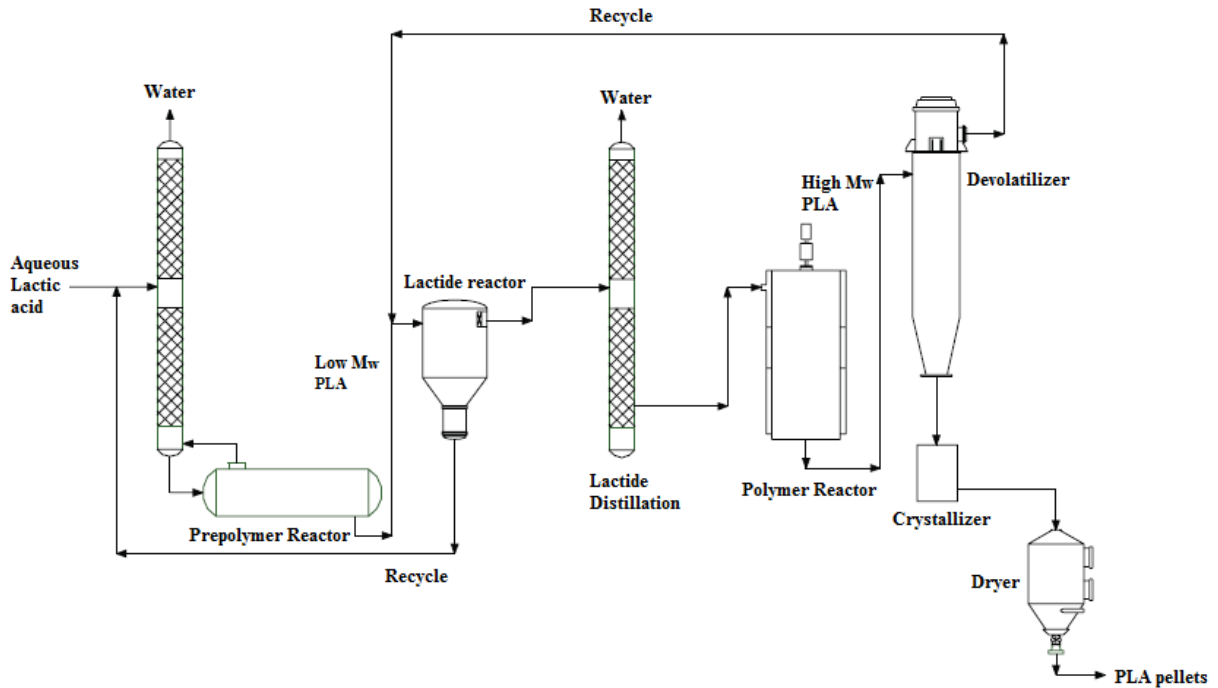 Recycle
Water
Water
High Mw
PLA
Devolatilizer
Aqueous
Lactic
acid
Lactide reactor
Low Mw
PLA
Lactide
Distillation
Polymer Reactor
Crystallizer
Prepolymer Reactor
Recycle
Dryer
PLA pellets